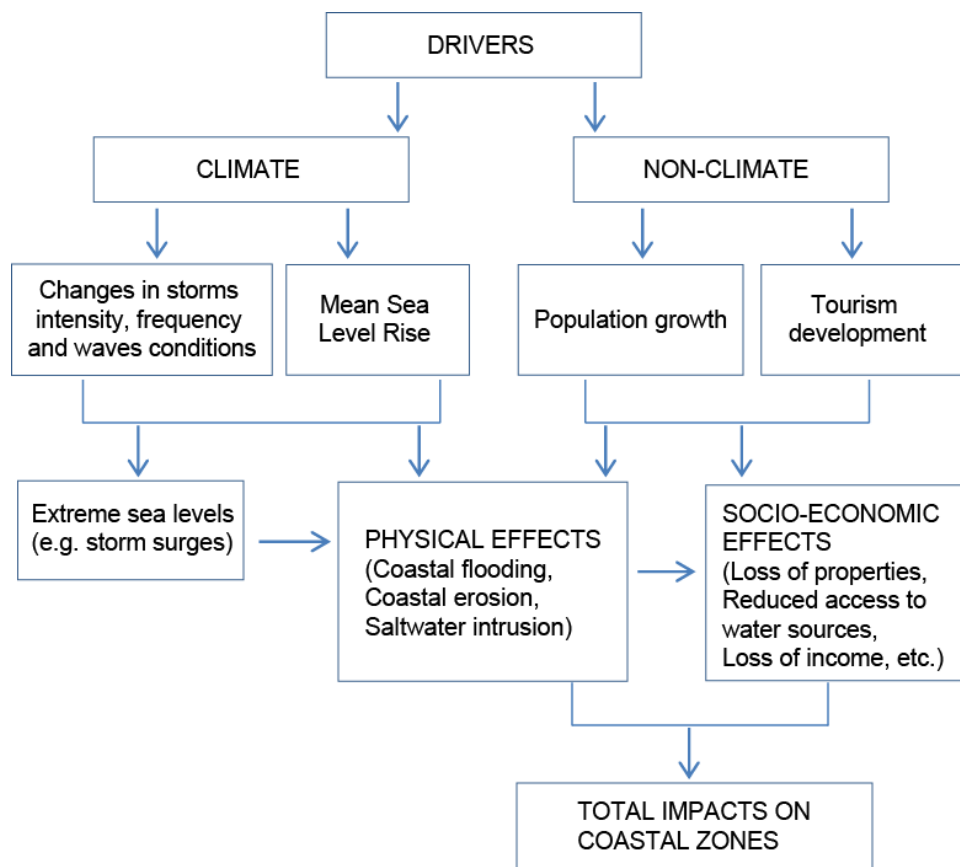 DRIVERS
CLIMATE
NON-CLIMATE
Changes in storms
intensity, frequency
and waves conditions
Mean Sea
Level Rise
Population growth
Tourism
development
Extreme sea levels
(e.g. storm surges)
PHYSICAL EFFECTS
(Coastal flooding,
Coastal erosion,
Saltwater intrusion)
SOCIO-ECONOMIC
EFFECTS
(Loss of properties,
Reduced access to
water sources,
Loss of income, etc.)
TOTAL IMPACTS ON
COASTAL ZONES